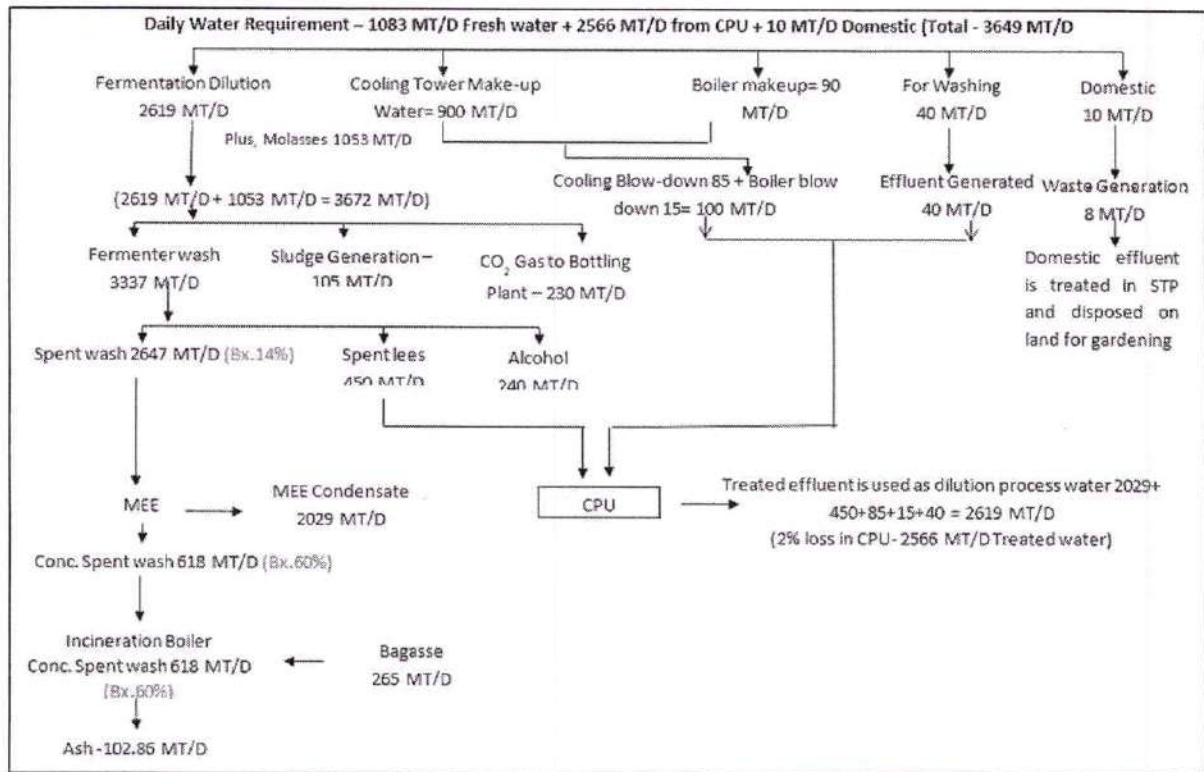 Daily Water Requirement – 1083 MT/D Fresh water + 2566 MT/D from CPU + 10 MT/D Domestic (Total - 3649 MT/D
Fermentation Dilution
2619 MT/D
Cooling Tower Make-up
Water= 900 MT/D
Boiler makeup= 90
MT/D
For Washing
40 MT/D
Domestic
10 MT/D
Plus, Molasses 1053 MT/D
(2619 MT/D + 1053 MT/D = 3672 MT/D)
Cooling Blow-down 85 + Boiler blow
down 15= 100 MT/D
Effluent Generated
40 MT/D
Waste Generation
8 MT/D
Fermenter wash
3337 MT/D
Sludge Generation –
105 MT/D
CO₂ Gas to Bottling
Plant – 230 MT/D
Domestic effluent
is treated in STP
and disposed on
land for gardening
Spent wash 2647 MT/D (Bx.14%)
Spent lees
450 MT/D
Alcohol
240 MT/D
MEE
MEE Condensate
2029 MT/D
CPU
Treated effluent is used as dilution process water 2029+
450+85+15+40 = 2619 MT/D
(2% loss in CPU- 2566 MT/D Treated water)
Conc. Spent wash 618 MT/D (Bx.60%)
Incineration Boiler
Conc. Spent wash 618 MT/D
(Bx.60%)
Bagasse
265 MT/D
Ash -102.86 MT/D